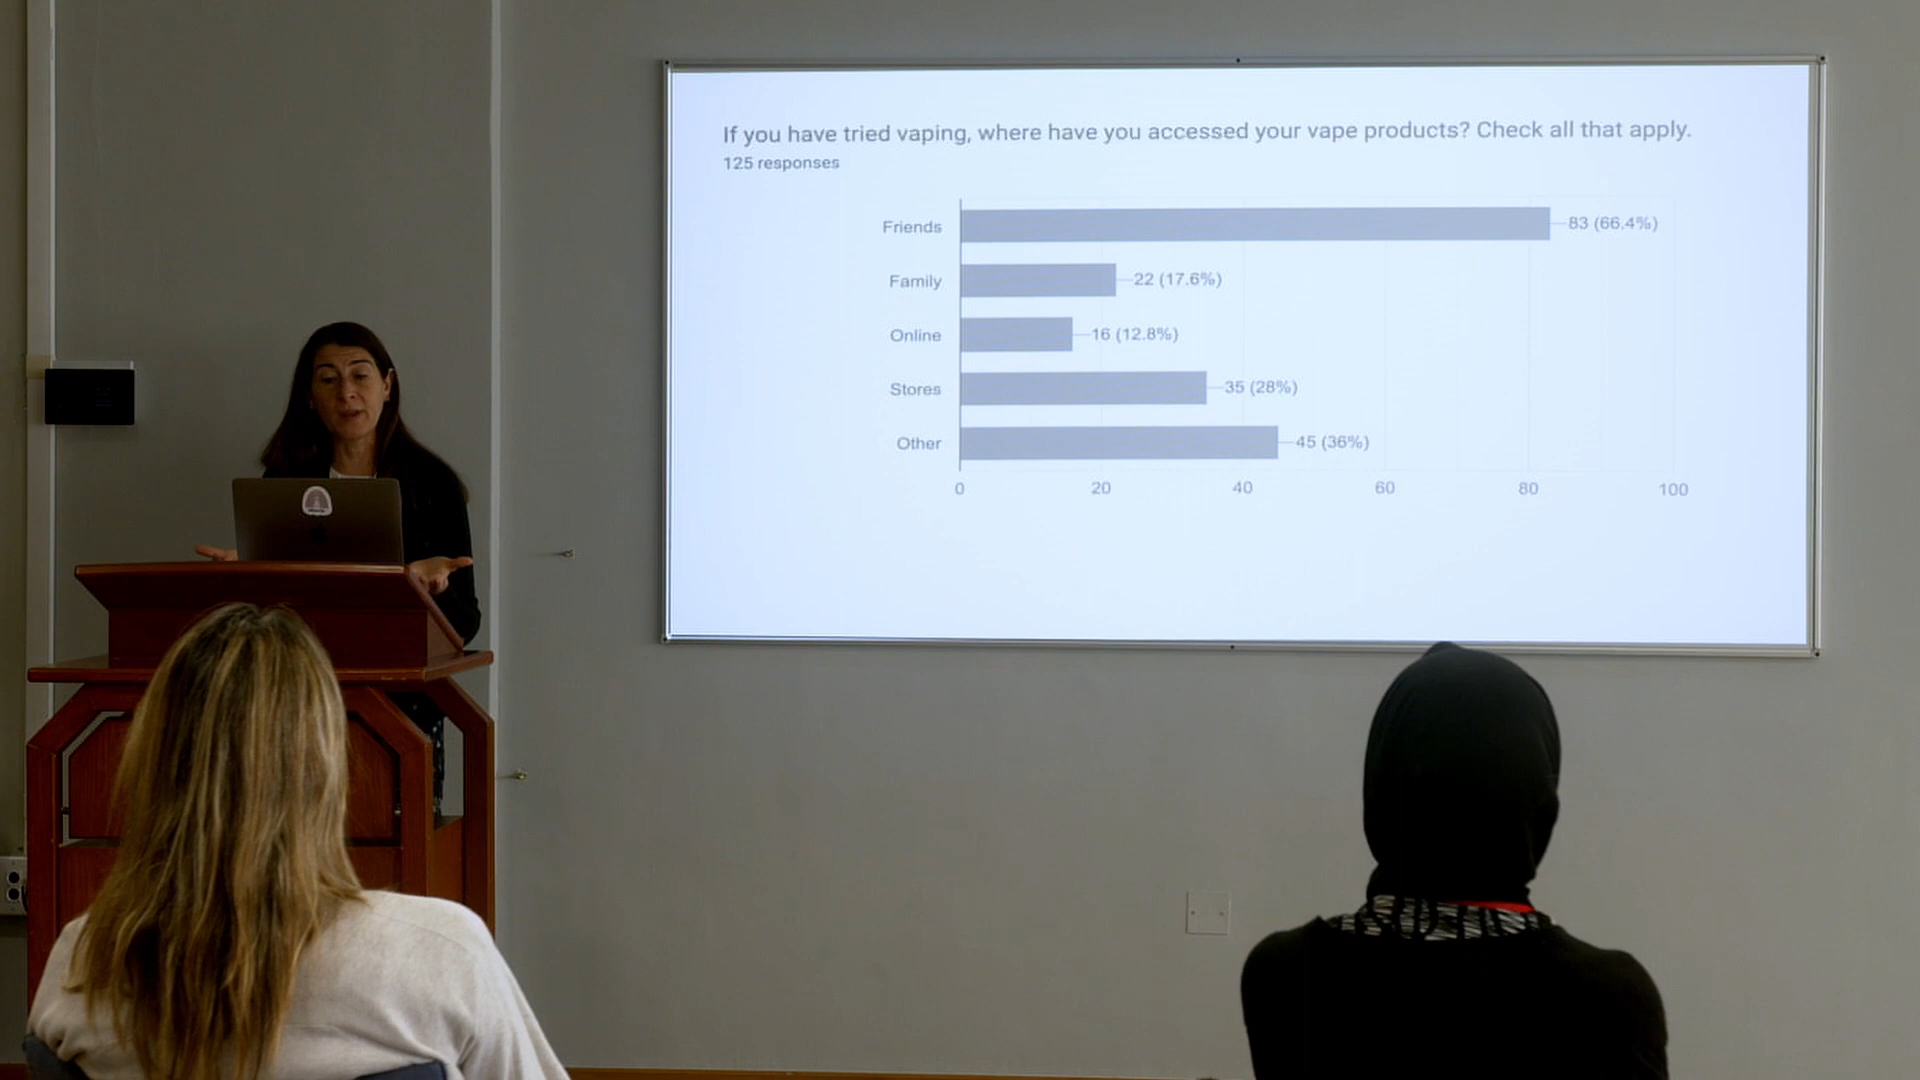 If you have tried vaping, where have you accessed your vape products? Check all that apply.
125 responses
Friends 83 (66.4%)
Family 22 (17.6%)
Online 16 (12.8%)
Stores 35 (28%)
Other 45 (36%)
0 20 40 60 80 100